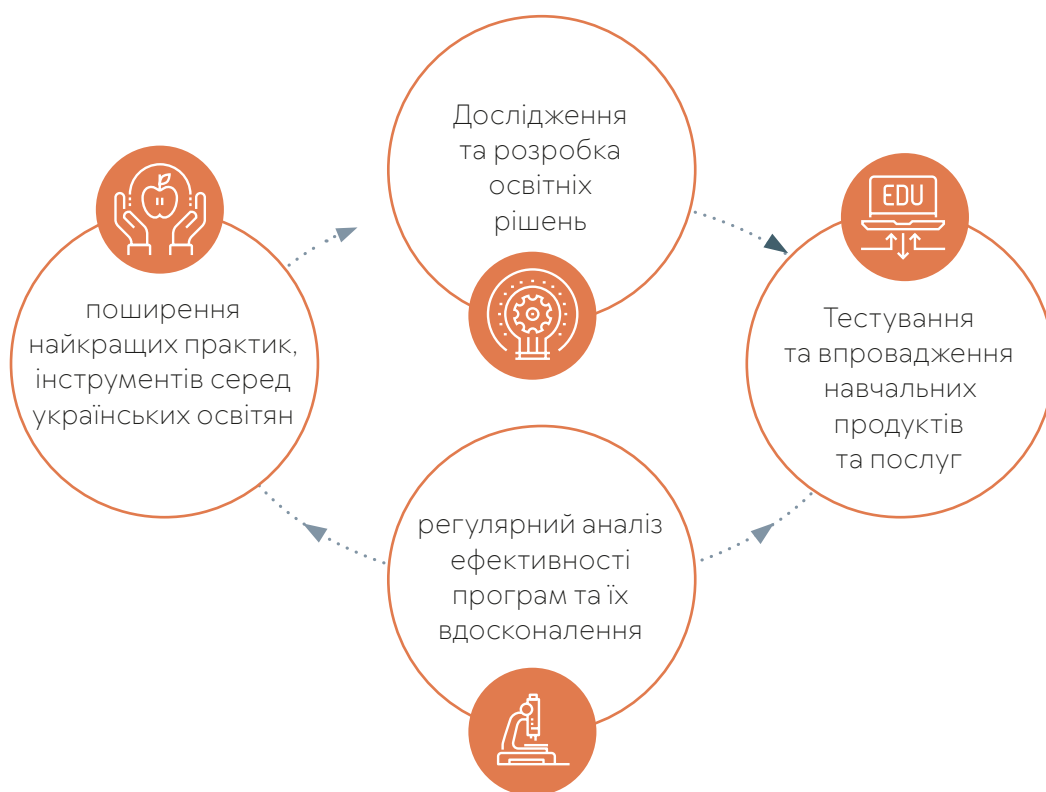 Дослідження
та розробка
освітніх
рішень
EDU
поширення
найкращих практик,
інструментів серед
українських освітян
Тестування
та впровадження
навчальних
продуктів
та послуг
регулярний аналіз
ефективності
програм та їх
вдосконалення